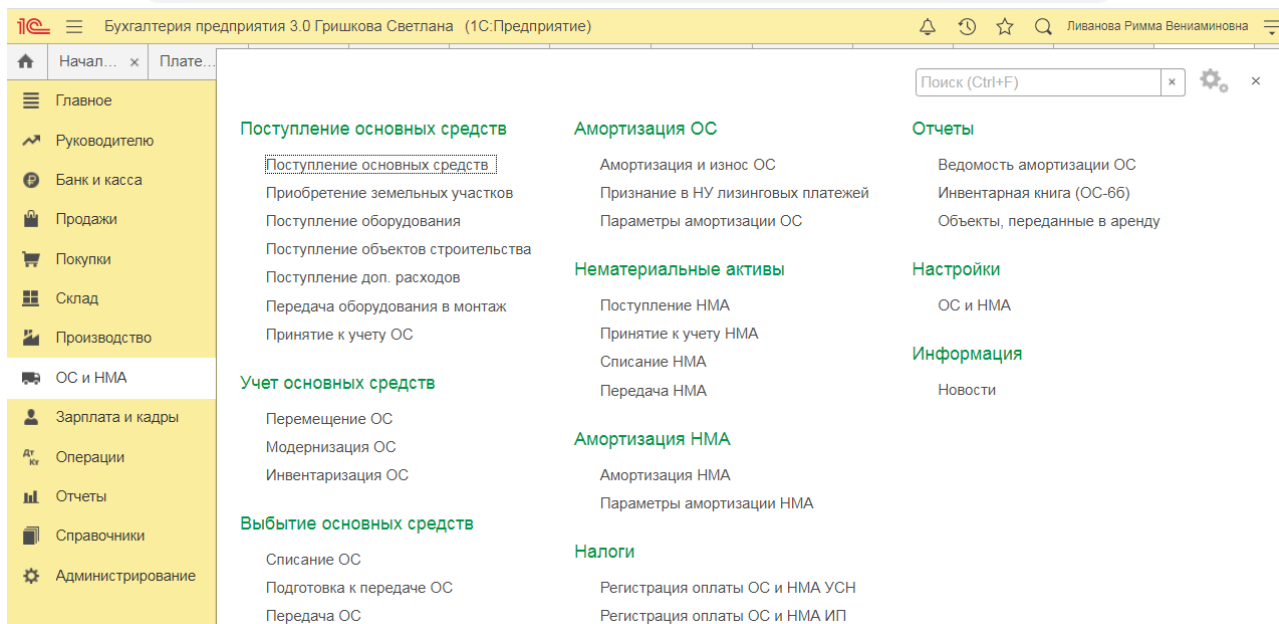 1С Бухгалтерия предприятия 3.0 Гришкова Светлана (1С:Предприятие) Ливанова Римма Вениаминовна
Начал... × Плате...
Поиск (Ctrl+F) × ×
Главное
Руководителю
Банк и касса
Продажи
Покупки
Склад
Производство
ОС и НМА
Зарплата и кадры
Дт Кт Операции
Отчеты
Справочники
Администрирование
Поступление основных средств
Поступление основных средств
Приобретение земельных участков
Поступление оборудования
Поступление объектов строительства
Поступление доп. расходов
Передача оборудования в монтаж
Принятие к учету ОС
Учет основных средств
Перемещение ОС
Модернизация ОС
Инвентаризация ОС
Выбытие основных средств
Списание ОС
Подготовка к передаче ОС
Передача ОС
Амортизация ОС
Амортизация и износ ОС
Признание в НУ лизинговых платежей
Параметры амортизации ОС
Нематериальные активы
Поступление НМА
Принятие к учету НМА
Списание НМА
Передача НМА
Амортизация НМА
Амортизация НМА
Параметры амортизации НМА
Налоги
Регистрация оплаты ОС и НМА УСН
Регистрация оплаты ОС и НМА ИП
Отчеты
Ведомость амортизации ОС
Инвентарная книга (ОС-6б)
Объекты, переданные в аренду
Настройки
ОС и НМА
Информация
Новости